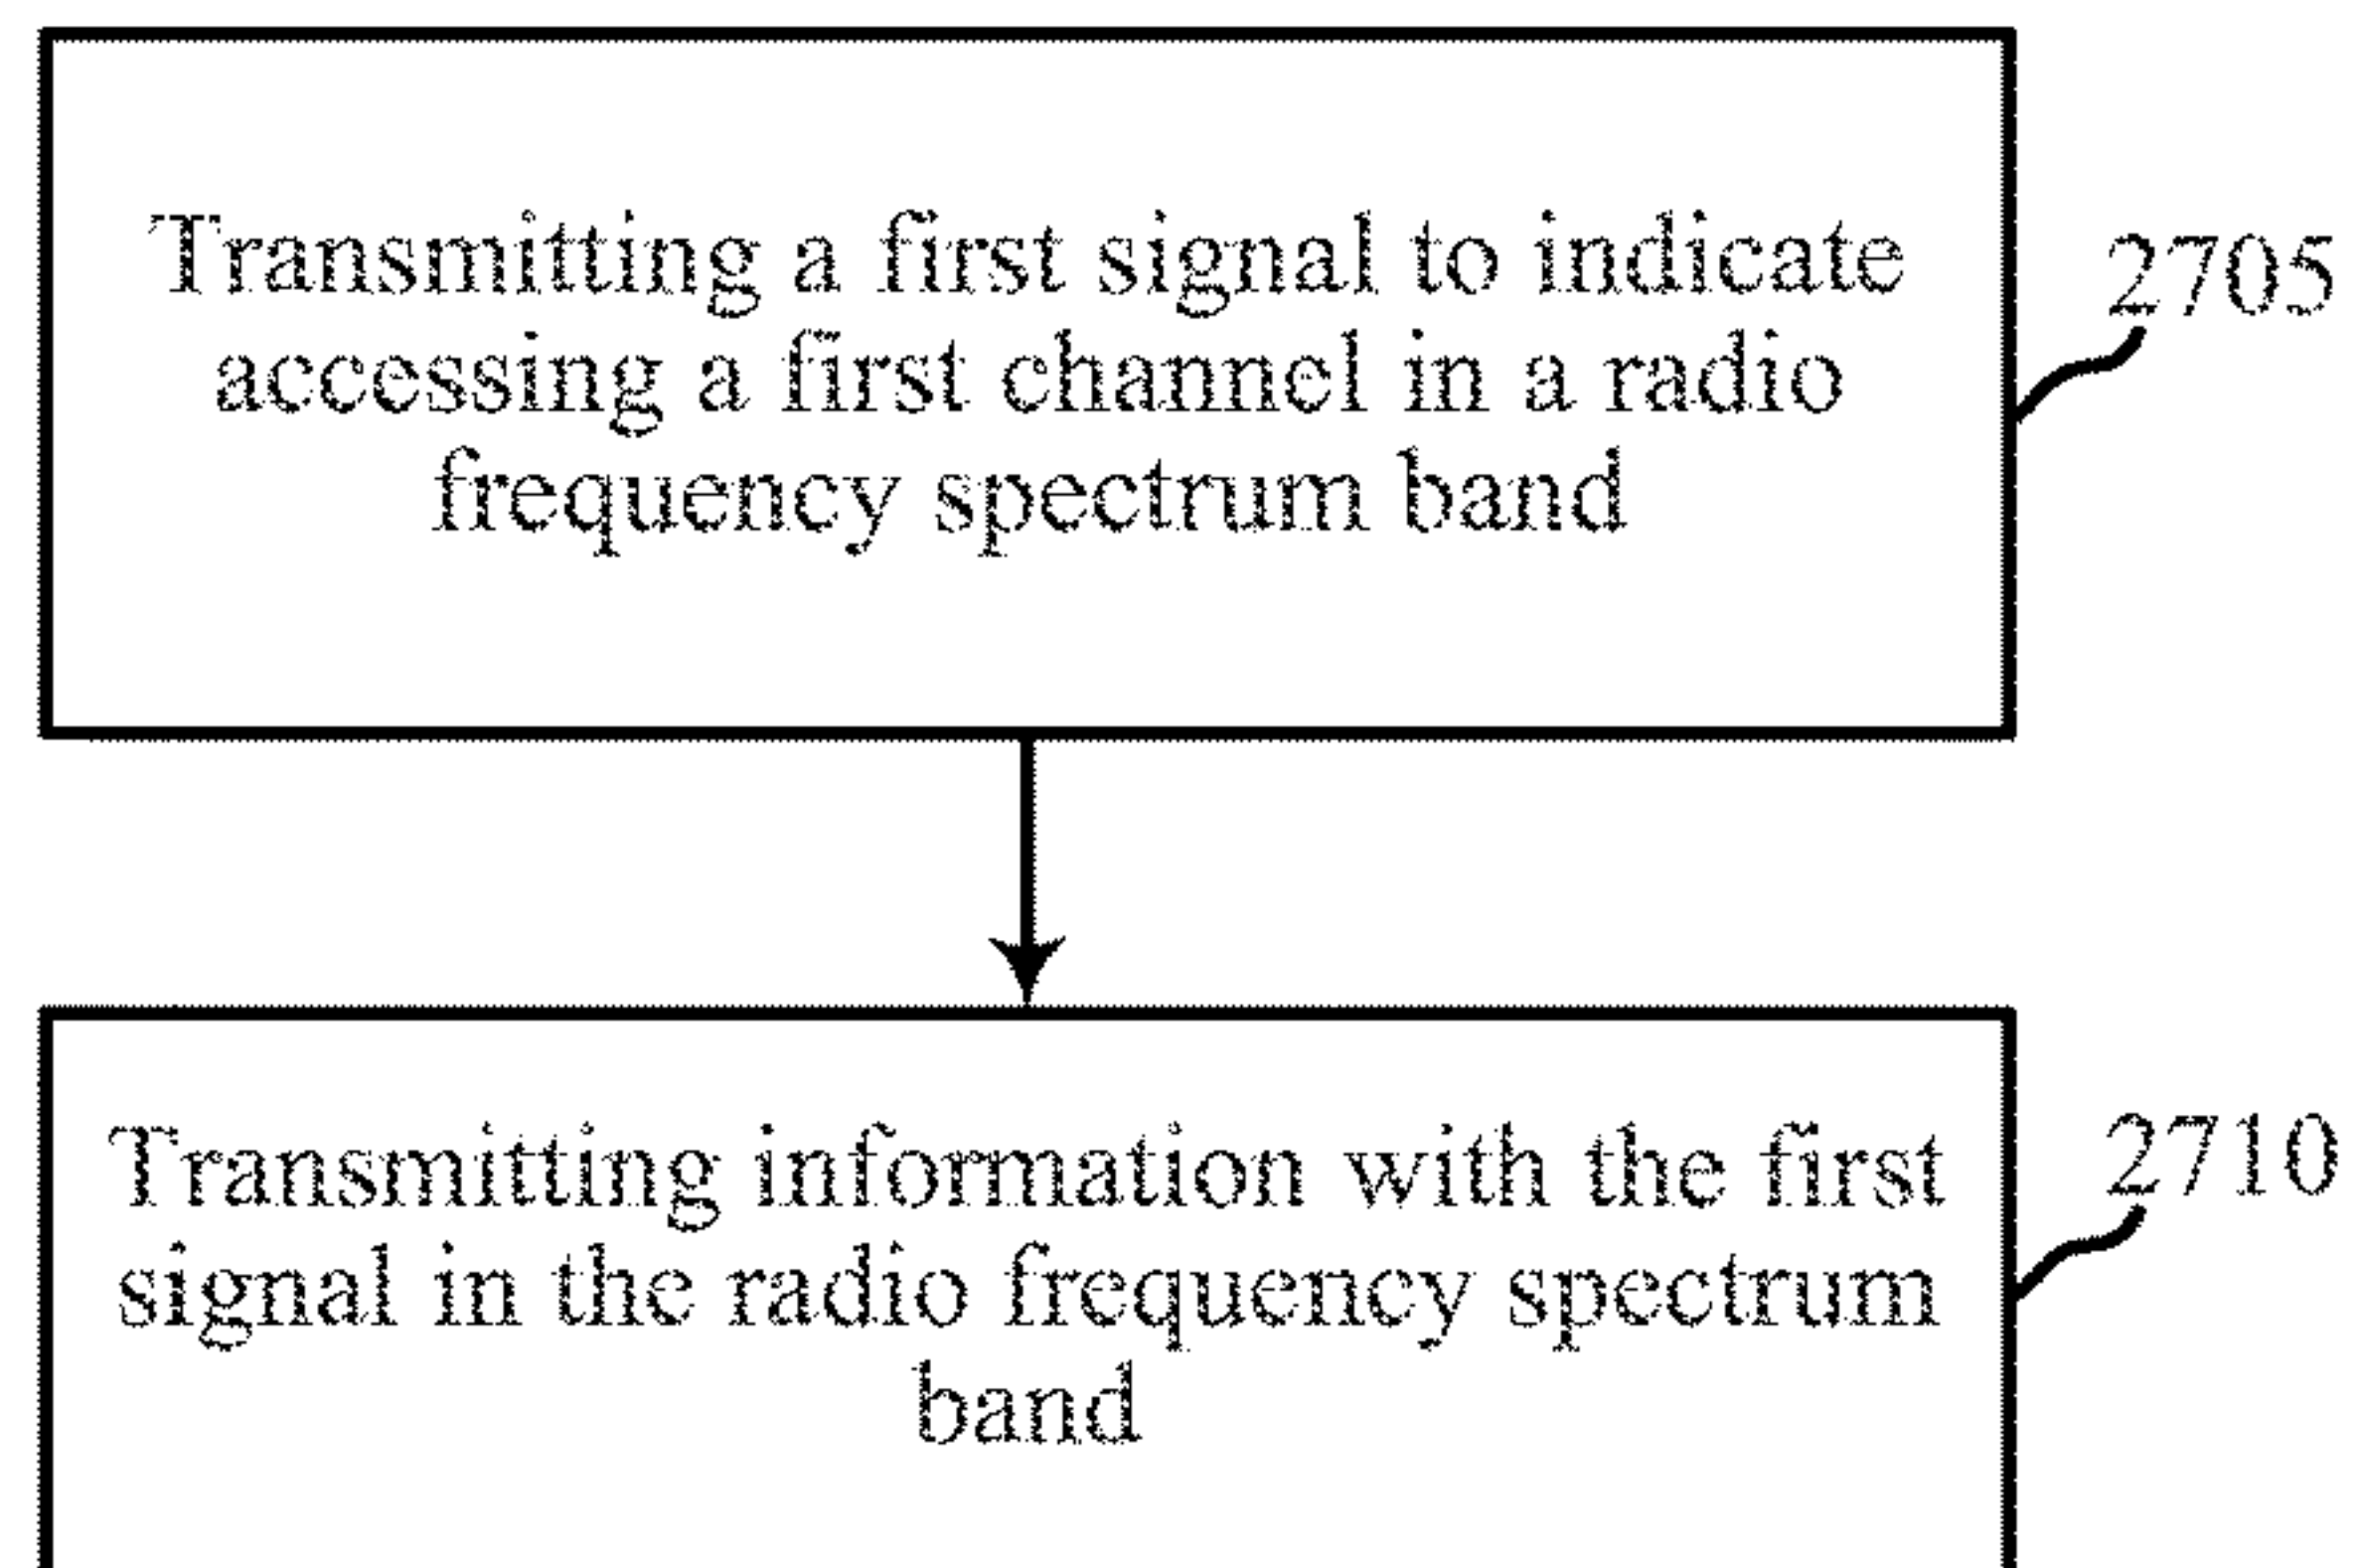 Transmitting a first signal to indicate
accessing a first channel in a radio
frequency spectrum band
2705
Transmitting information with the first
signal in the radio frequency spectrum
band
2710